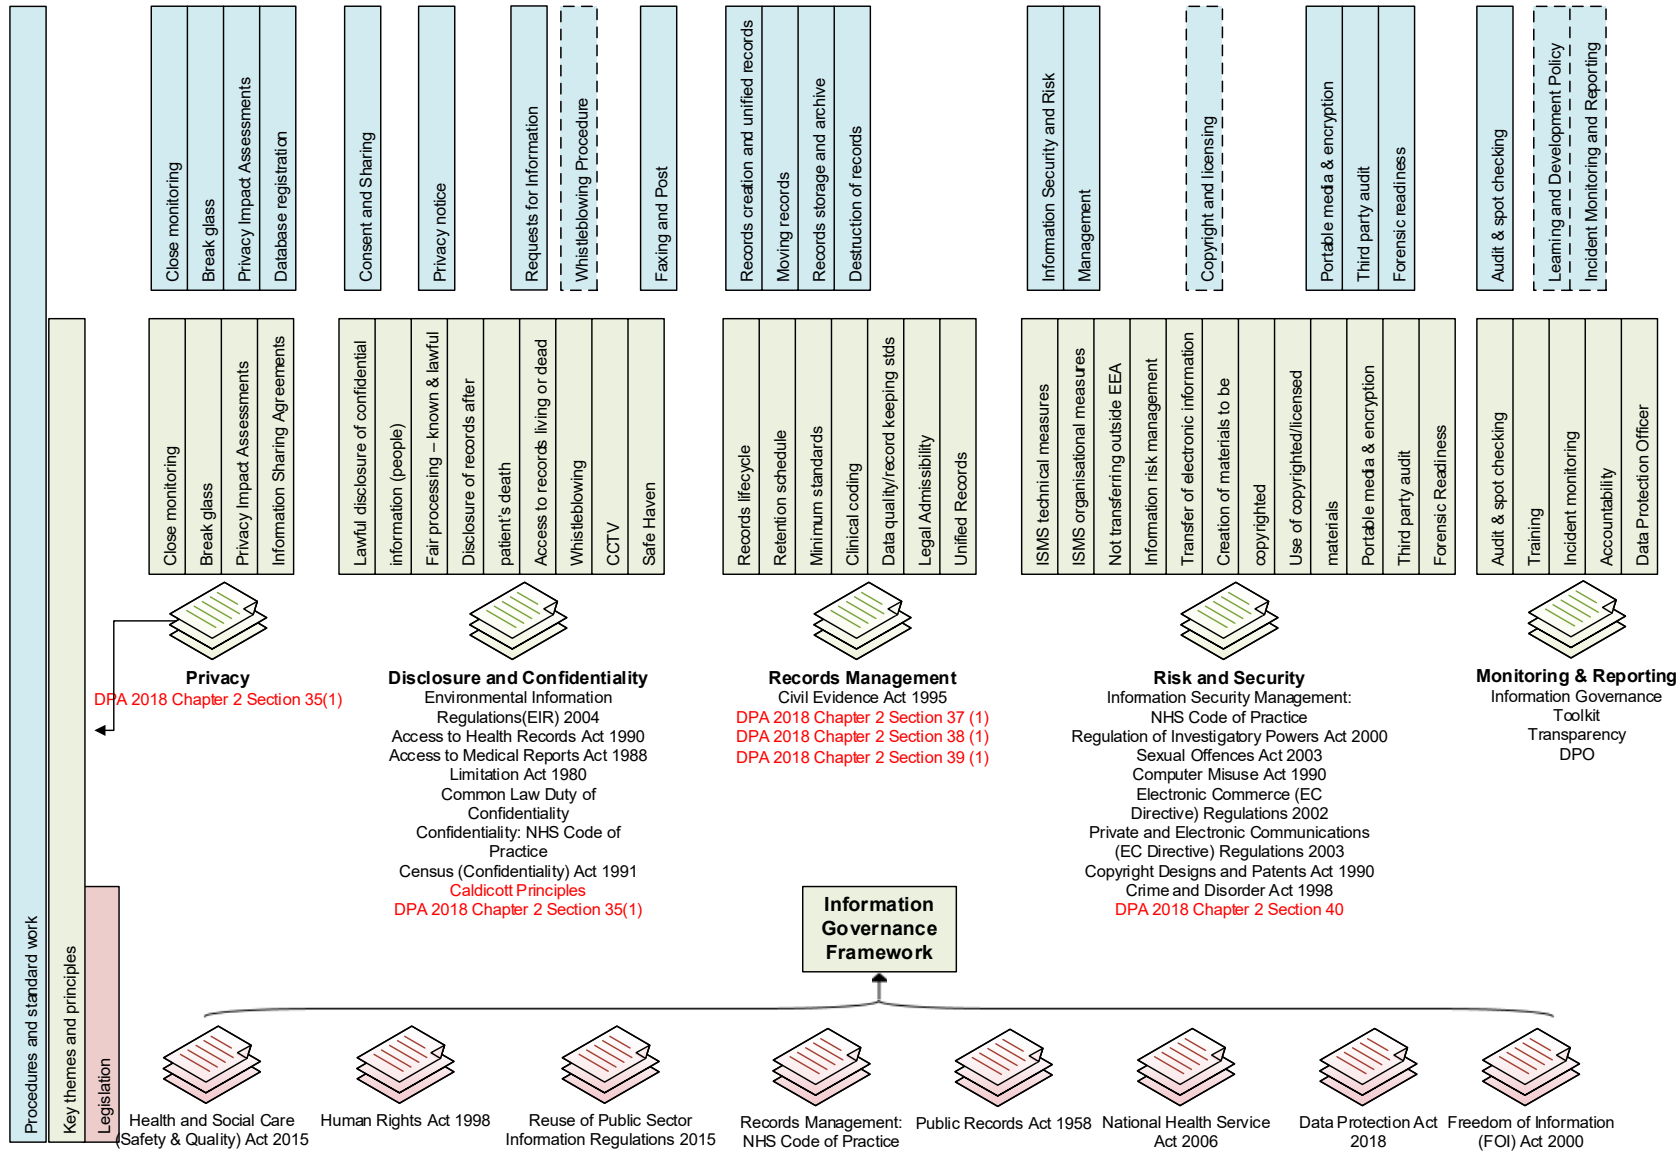 Procedures and standard work
Key themes and principles
Legislation
Close monitoring
Break glass
Privacy Impact Assessments
Database registration
Consent and Sharing
Privacy notice
Requests for Information
Whistleblowing Procedure
Faxing and Post
Records creation and unified records
Moving records
Records storage and archive
Destruction of records
Information Security and Risk
Management
Copyright and licensing
Portable media & encryption
Third party audit
Forensic readiness
Audit & spot checking
Learning and Development Policy
Incident Monitoring and Reporting
Close monitoring
Break glass
Privacy Impact Assessments
Information Sharing Agreements
Lawful disclosure of confidential
information (people)
Fair processing – known & lawful
Disclosure of records after
patient's death
Access to records living or dead
Whistleblowing
CCTV
Safe Haven
Records lifecycle
Retention schedule
Minimum standards
Clinical coding
Data quality/record keeping stds
Legal Admissibility
Unified Records
ISMS technical measures
ISMS organisational measures
Not transferring outside EEA
Information risk management
Transfer of electronic information
Creation of materials to be
copyrighted
Use of copyrighted/licensed
materials
Portable media & encryption
Third party audit
Forensic Readiness
Audit & spot checking
Training
Incident monitoring
Accountability
Data Protection Officer
Privacy
DPA 2018 Chapter 2 Section 35(1)
Disclosure and Confidentiality
Environmental Information
Regulations(EIR) 2004
Access to Health Records Act 1990
Access to Medical Reports Act 1988
Limitation Act 1980
Common Law Duty of
Confidentiality
Confidentiality: NHS Code of
Practice
Census (Confidentiality) Act 1991
Caldicott Principles
DPA 2018 Chapter 2 Section 35(1)
Records Management
Civil Evidence Act 1995
DPA 2018 Chapter 2 Section 37 (1)
DPA 2018 Chapter 2 Section 38 (1)
DPA 2018 Chapter 2 Section 39 (1)
Risk and Security
Information Security Management:
NHS Code of Practice
Regulation of Investigatory Powers Act 2000
Sexual Offences Act 2003
Computer Misuse Act 1990
Electronic Commerce (EC
Directive) Regulations 2002
Private and Electronic Communications
(EC Directive) Regulations 2003
Copyright Designs and Patents Act 1990
Crime and Disorder Act 1998
DPA 2018 Chapter 2 Section 40
Monitoring & Reporting
Information Governance
Toolkit
Transparency
DPO
Information
Governance
Framework
Health and Social Care
(Safety & Quality) Act 2015
Human Rights Act 1998
Reuse of Public Sector
Information Regulations 2015
Records Management:
NHS Code of Practice
Public Records Act 1958
National Health Service
Act 2006
Data Protection Act
2018
Freedom of Information
(FOI) Act 2000